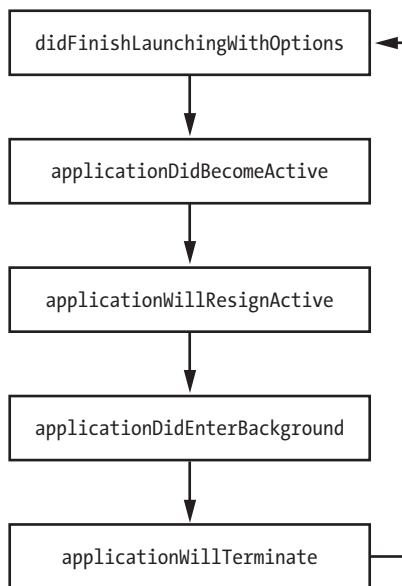 didFinishLaunchingWithOptions
applicationDidBecomeActive
applicationWillResignActive
applicationDidEnterBackground
applicationWillTerminate